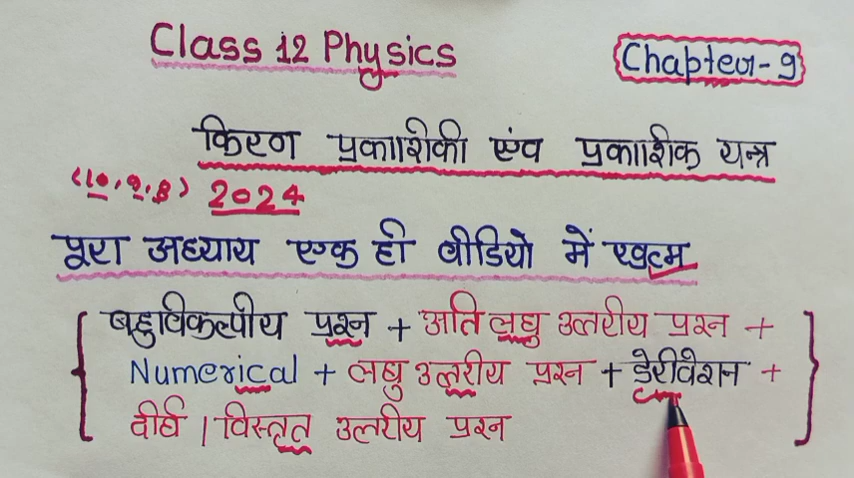 Class 12 Physics
Chapter-9
किरण प्रकाशिकी एंव प्रकाशिक यन्त्र
(10,9,8) 2024
पूरा अध्याय एक ही वीडियो में खत्म
{ बहुविकल्पीय प्रश्न + अति लघु उत्तरीय प्रश्न +
Numerical + लघु उत्तरीय प्रश्न + डेरीवेशन +
दीर्घ / विस्तृत उत्तरीय प्रश्न }